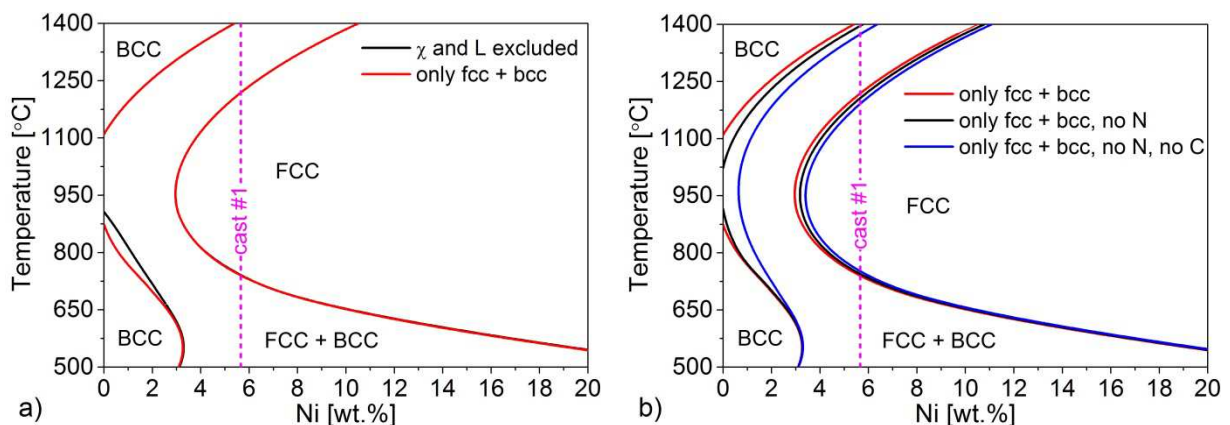 1400
1250
1100
950
800
650
500
Temperature [°C]
BCC
χ and L excluded
only fcc + bcc
FCC
cast #1
BCC
FCC + BCC
0 2 4 6 8 10 12 14 16 18 20
a) Ni [wt.%]
1400
1250
1100
950
800
650
500
Temperature [°C]
BCC
only fcc + bcc
only fcc + bcc, no N
only fcc + bcc, no N, no C
FCC
cast #1
BCC
FCC + BCC
0 2 4 6 8 10 12 14 16 18 20
b) Ni [wt.%]